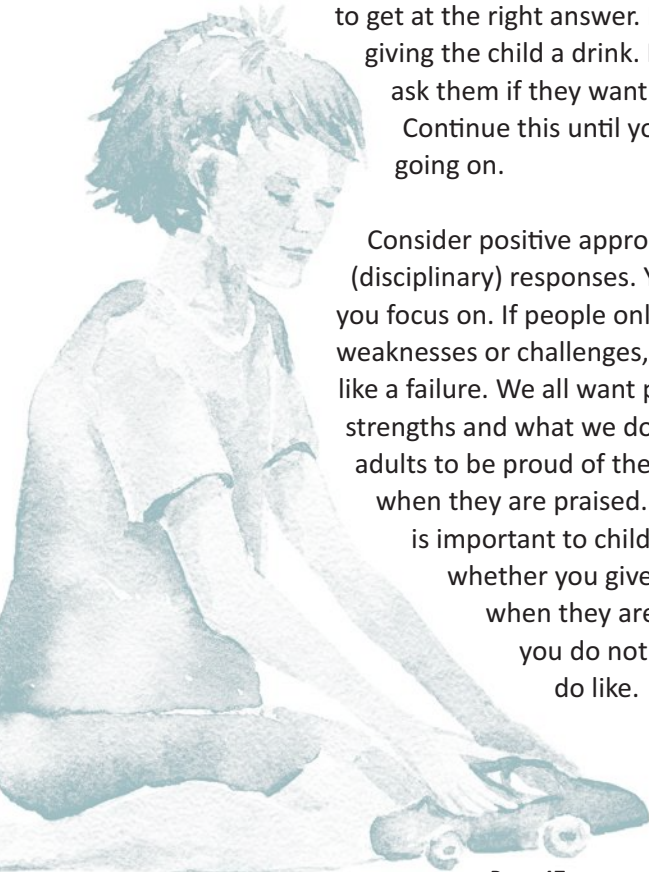 to get at the right answer.
giving the child a drink.
ask them if they want
Continue this until yo
going on.
Consider positive appro
(disciplinary) responses.
you focus on. If people onl
weaknesses or challenges,
like a failure. We all want p
strengths and what we do
adults to be proud of the
when they are praised.
is important to child
whether you give
when they are
you do not
do like.